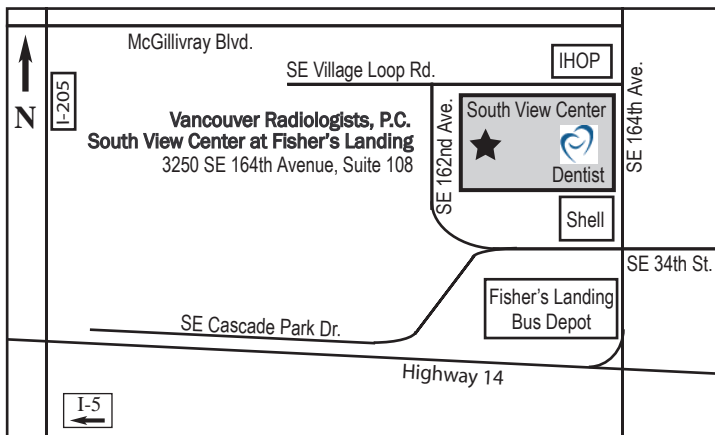 McGillivray Blvd.
IHOP
SE Village Loop Rd.
I-205
N
SE 164th Ave.
SE 162nd Ave.
South View Center
Vancouver Radiologists, P.C.
South View Center at Fisher's Landing
3250 SE 164th Avenue, Suite 108
Dentist
Shell
SE 34th St.
Fisher's Landing
Bus Depot
SE Cascade Park Dr.
Highway 14
I-5